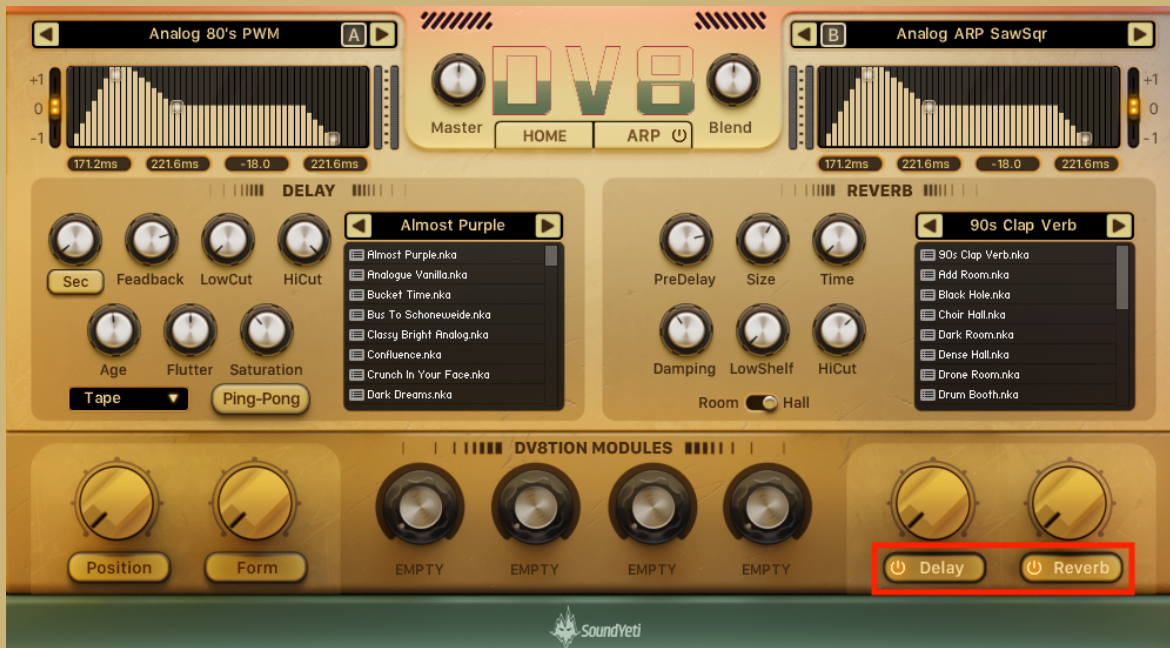 Analog 80's PWM A
B Analog ARP SawSqr
DV8
+1
0
-1
+1
0
-1
Master
Blend
HOME ARP
171.2ms 221.6ms -18.0 221.6ms
171.2ms 221.6ms -18.0 221.6ms
DELAY
Almost Purple
Sec Feadback LowCut HiCut
Age Flutter Saturation
Tape Ping-Pong
Almost Purple.nka
Analogue Vanilla.nka
Bucket Time.nka
Bus To Schoneweide.nka
Classy Bright Analog.nka
Confluence.nka
Crunch In Your Face.nka
Dark Dreams.nka
REVERB
90s Clap Verb
PreDelay Size Time
Damping LowShelf HiCut
Room Hall
90s Clap Verb.nka
Add Room.nka
Black Hole.nka
Choir Hall.nka
Dark Room.nka
Dense Hall.nka
Drone Room.nka
Drum Booth.nka
DV8TION MODULES
Position Form
EMPTY EMPTY EMPTY EMPTY
Delay Reverb
SoundYeti